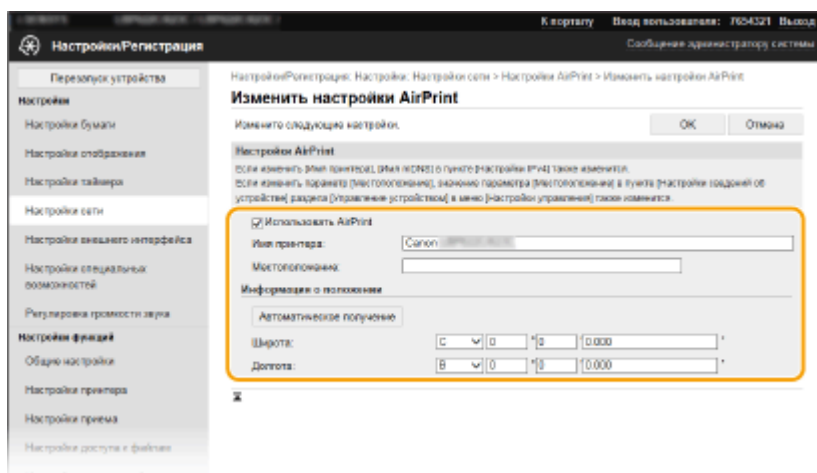 К порталу Вход пользователя: 7654321 Выход
Настройки/Регистрация
Сообщение администратору системы
Перезапуск устройства
Настройки
Настройки бумаги
Настройки отображения
Настройки таймера
Настройки сети
Настройки внешнего интерфейса
Настройки специальных
возможностей
Регулировка громкости звука
Настройки функций
Общие настройки
Настройки принтера
Настройки приема
Настройки доступа к файлам
Настройки/Регистрация: Настройки: Настройки сети > Настройки AirPrint > Изменить настройки AirPrint
Изменить настройки AirPrint
Измените следующие настройки.
OK Отмена
Настройки AirPrint
Если изменить [Имя принтера], [Имя mDNS] в пункте [Настройки IPv4] также изменится.
Если изменить параметр [Местоположение], значение параметра [Местоположение] в пункте [Настройки сведений об
устройстве] раздела [Управление устройством] в меню [Настройки управления] также изменится.
Использовать AirPrint
Имя принтера: Canon
Местоположение:
Информация о положении
Автоматическое получение
Широта: С 0 ° 0 ' 0.000 "
Долгота: В 0 ° 0 ' 0.000 "